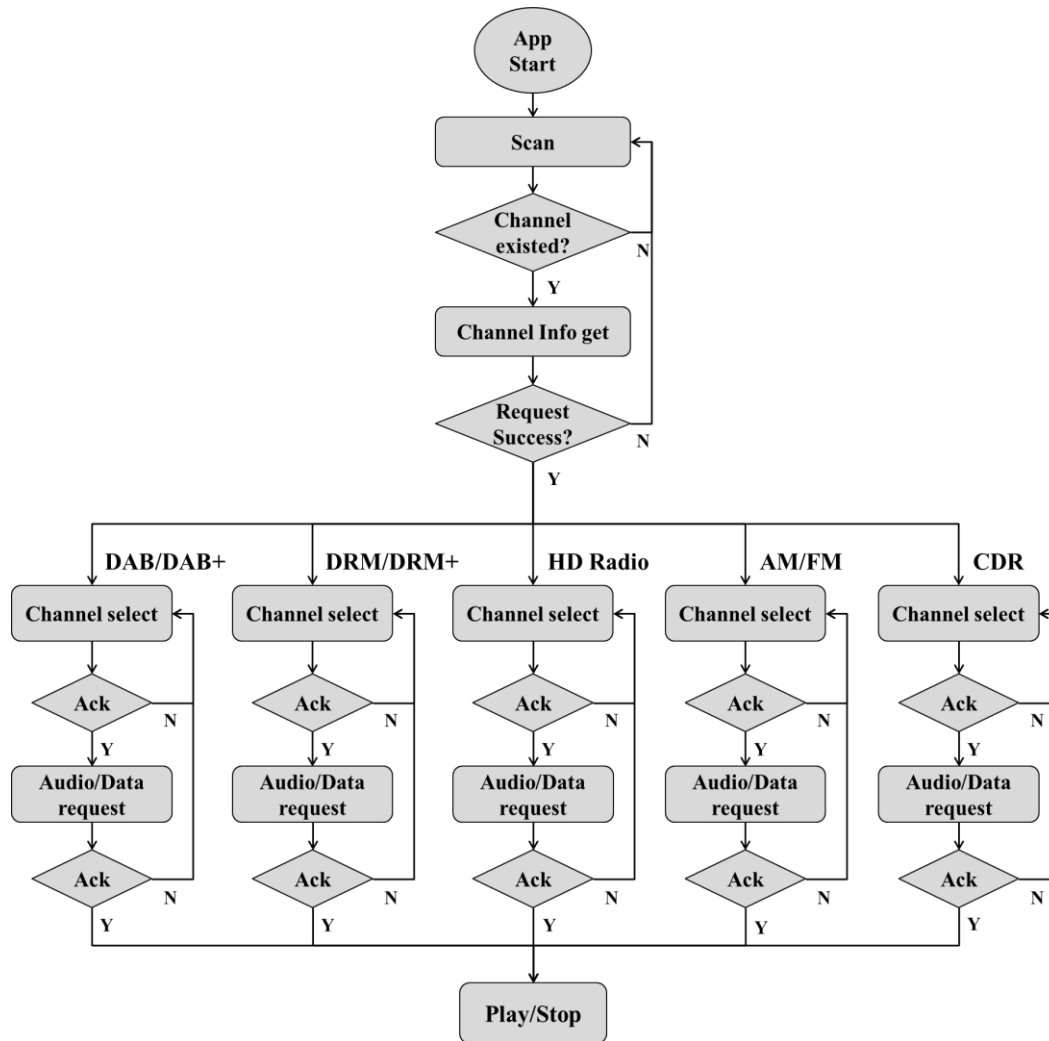 App
Start
Scan
Channel
existed?
N
Y
Channel Info get
Request
Success?
N
Y
DAB/DAB+
DRM/DRM+
HD Radio
AM/FM
CDR
Channel select
Channel select
Channel select
Channel select
Channel select
Ack
N
Ack
N
Ack
N
Ack
N
Ack
N
Y
Y
Y
Y
Y
Audio/Data
request
Audio/Data
request
Audio/Data
request
Audio/Data
request
Audio/Data
request
Ack
N
Ack
N
Ack
N
Ack
N
Ack
N
Y
Y
Y
Y
Y
Play/Stop